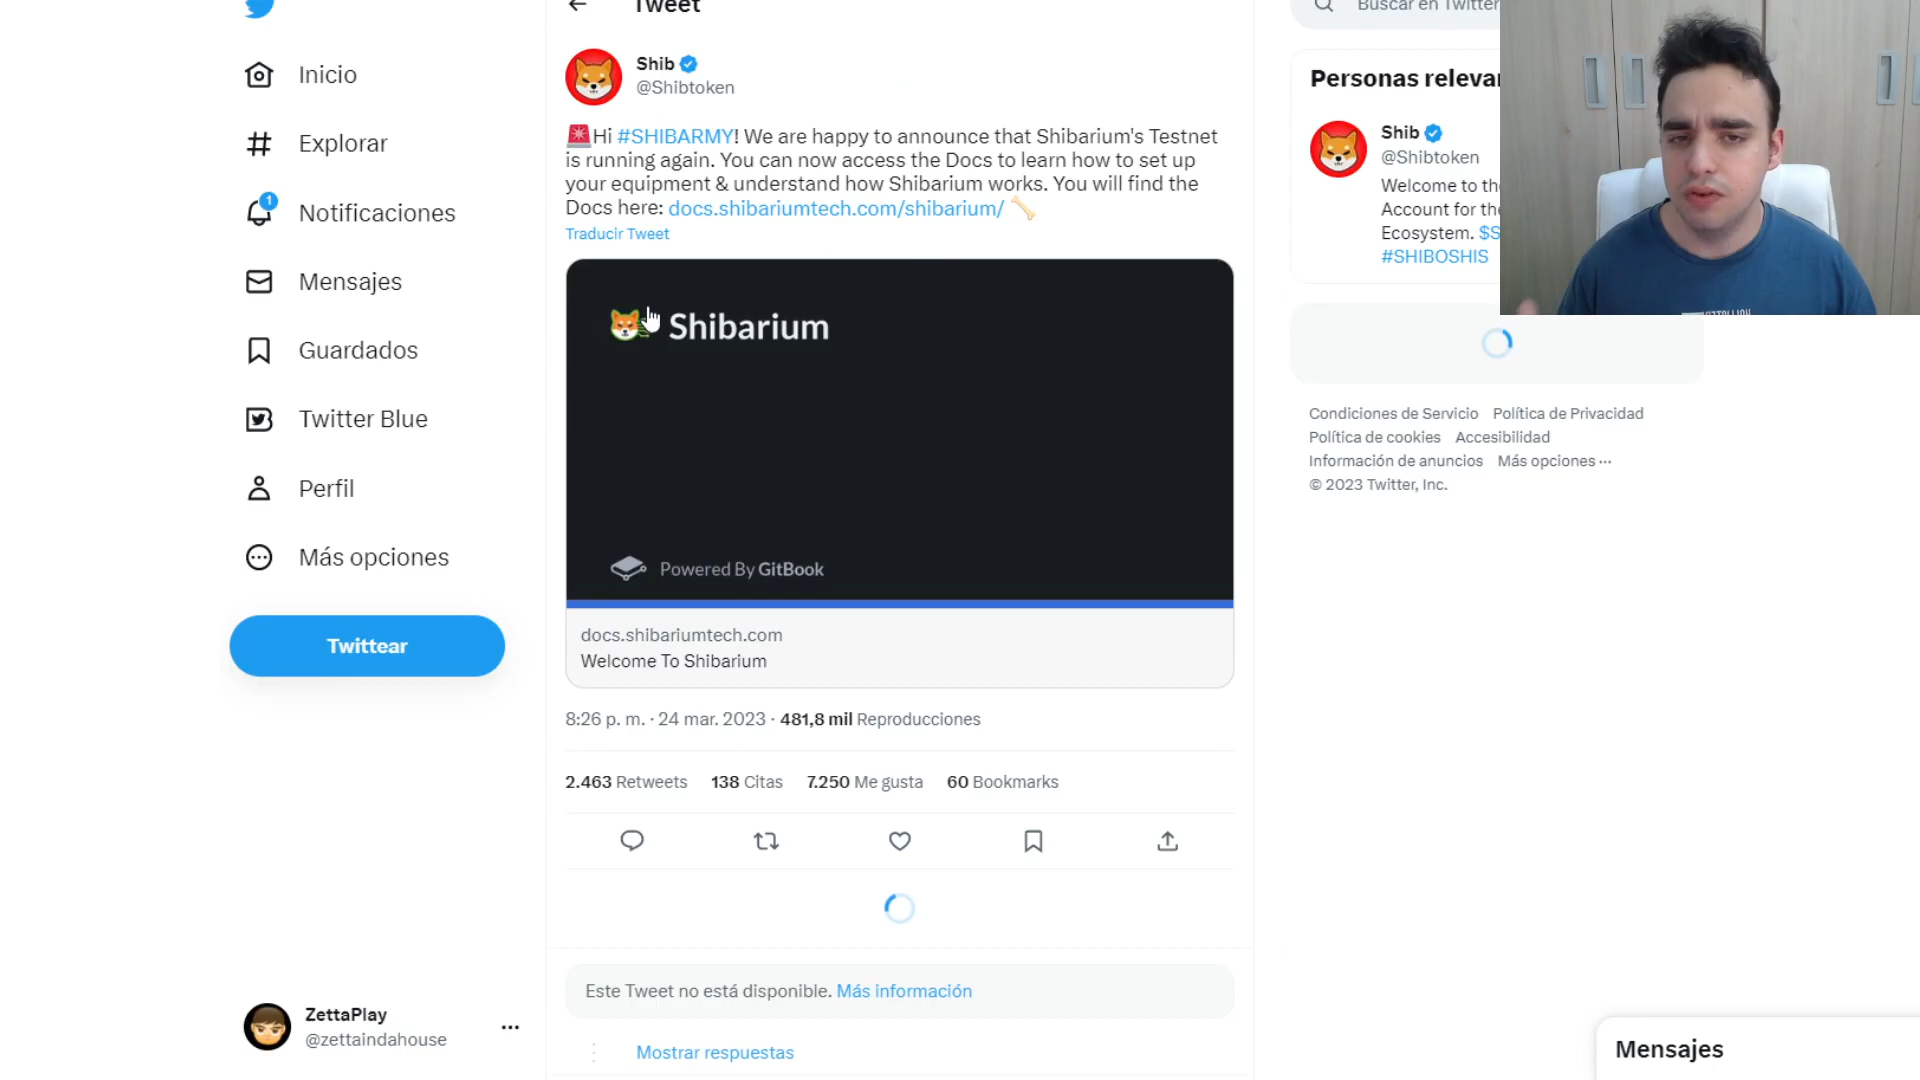 Inicio
Explorar
1
Notificaciones
Mensajes
Guardados
Twitter Blue
Perfil
Más opciones
Twittear
ZettaPlay
@zettaindahouse
Tweet
Shib
@Shibtoken
Hi #SHIBARMY! We are happy to announce that Shibarium's Testnet
is running again. You can now access the Docs to learn how to set up
your equipment & understand how Shibarium works. You will find the
Docs here: docs.shibariumtech.com/shibarium/
Traducir Tweet
Shibarium
Powered By GitBook
docs.shibariumtech.com
Welcome To Shibarium
8:26 p. m. · 24 mar. 2023 · 481,8 mil Reproducciones
2.463 Retweets 138 Citas 7.250 Me gusta 60 Bookmarks
Este Tweet no está disponible. Más información
Mostrar respuestas
Buscar en Twitter
Personas
Shib
@Shibtoken
Welcome to
Account for
Ecosystem.
#SHIBOSHIS
Condiciones de Servicio Política de Privacidad
Política de cookies Accesibilidad
Información de anuncios Más opciones ···
© 2023 Twitter, Inc.
Mensajes